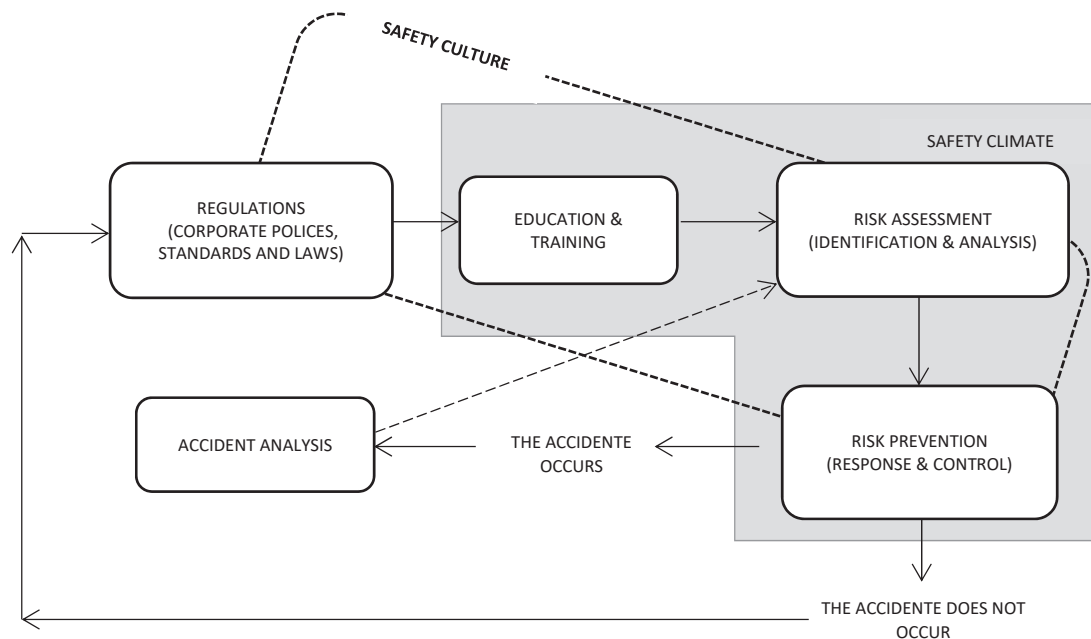 SAFETY CULTURE
SAFETY CLIMATE
REGULATIONS
(CORPORATE POLICES,
STANDARDS AND LAWS)
EDUCATION &
TRAINING
RISK ASSESSMENT
(IDENTIFICATION & ANALYSIS)
ACCIDENT ANALYSIS
THE ACCIDENTE
OCCURS
RISK PREVENTION
(RESPONSE & CONTROL)
THE ACCIDENTE DOES NOT
OCCUR